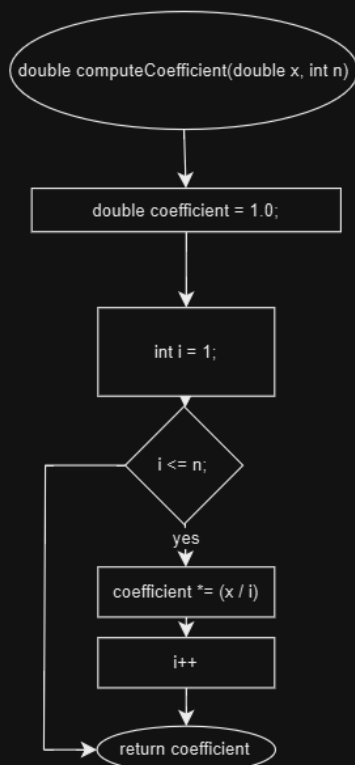 double computeCoefficient(double x, int n)
double coefficient = 1.0;
int i = 1;
i <= n;
yes
coefficient *= (x / i)
i++
return coefficient